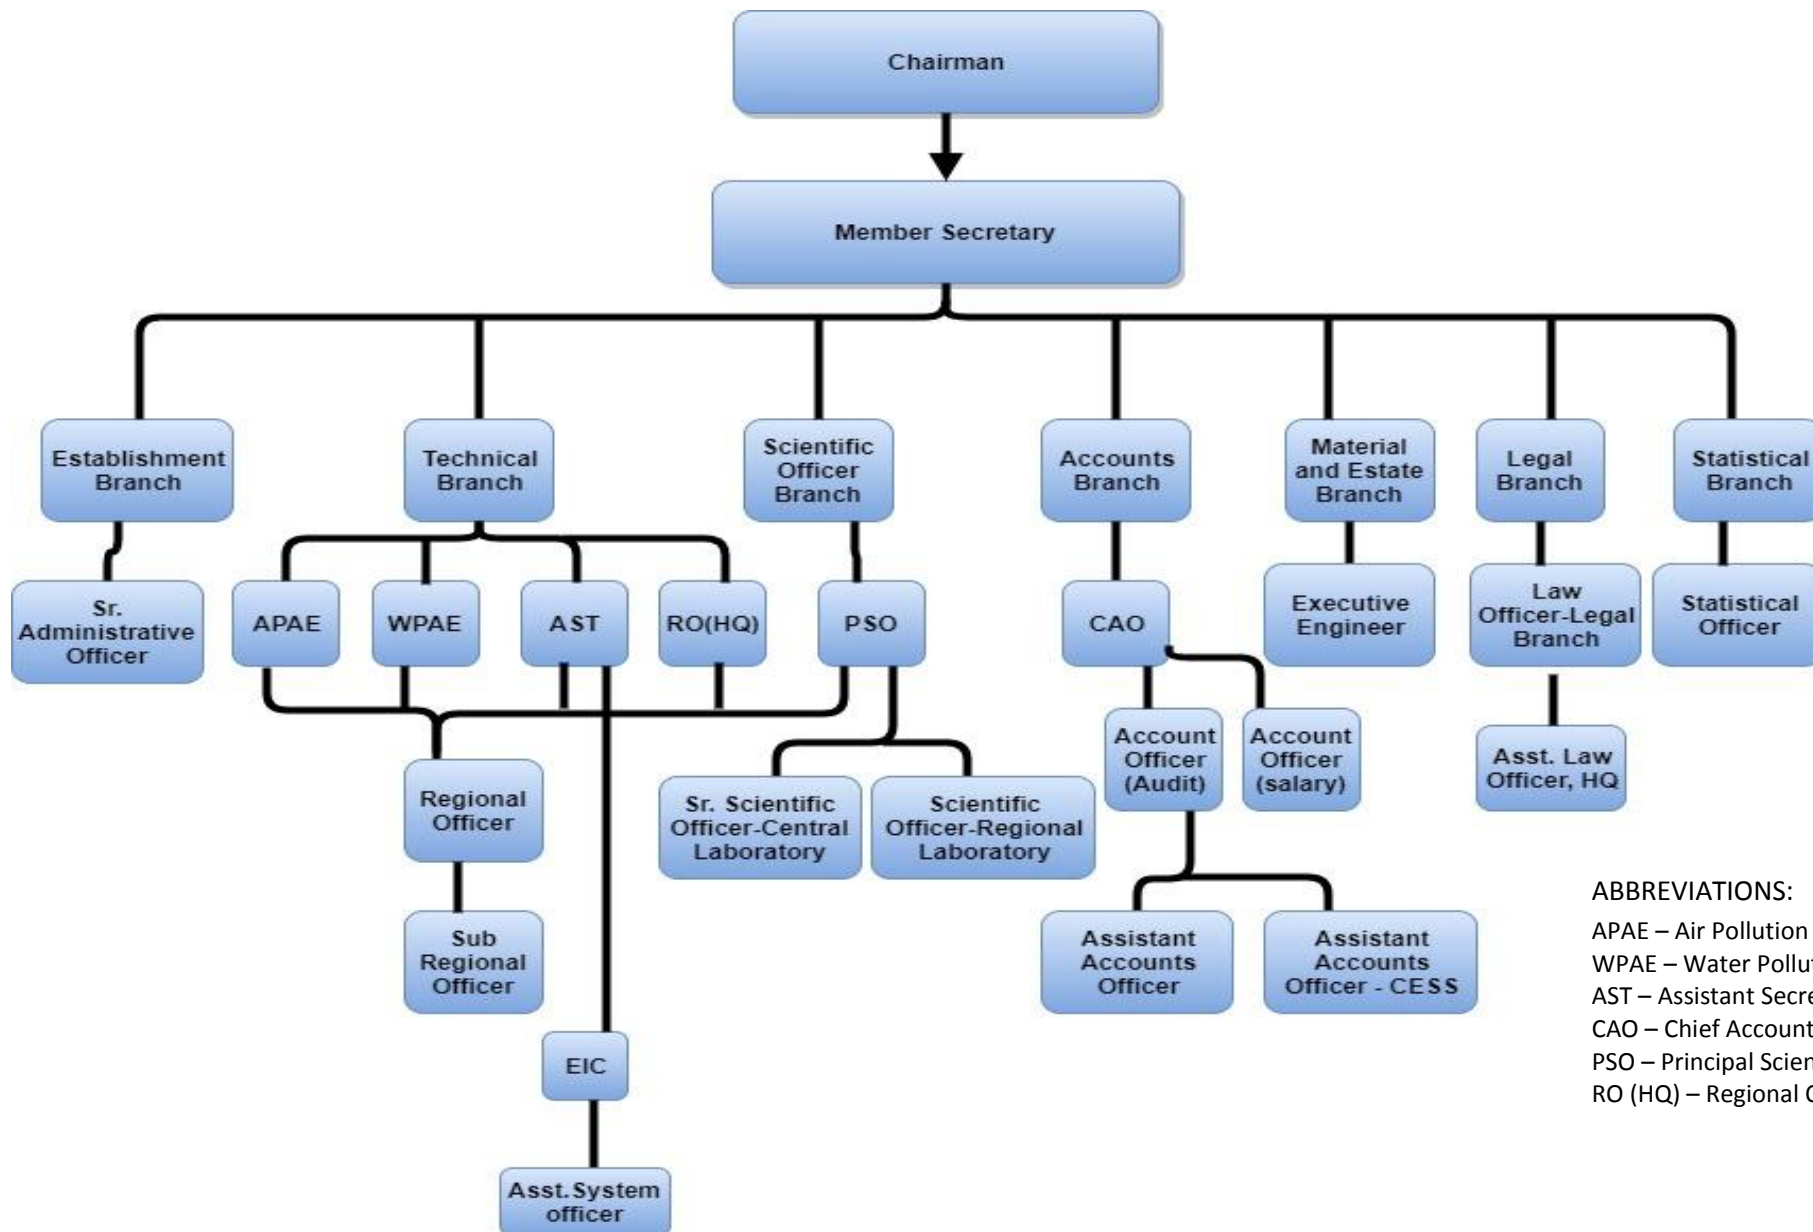 Chairman
Member Secretary
Establishment
Branch
Technical
Branch
Scientific
Officer
Branch
Accounts
Branch
Material
and Estate
Branch
Legal
Branch
Statistical
Branch
Sr.
Administrative
Officer
APAE
WPAE
AST
RO(HQ)
PSO
CAO
Executive
Engineer
Law
Officer-Legal
Branch
Statistical
Officer
Regional
Officer
Sr. Scientific
Officer-Central
Laboratory
Scientific
Officer-Regional
Laboratory
Account
Officer
(Audit)
Account
Officer
(salary)
Asst. Law
Officer, HQ
Sub
Regional
Officer
Assistant
Accounts
Officer
Assistant
Accounts
Officer - CESS
EIC
Asst.System
officer
ABBREVIATIONS:
APAE – Air Pollution
WPAE – Water
AST – Assistant
CAO – Chief
PSO – Principal
RO (HQ) – Regional